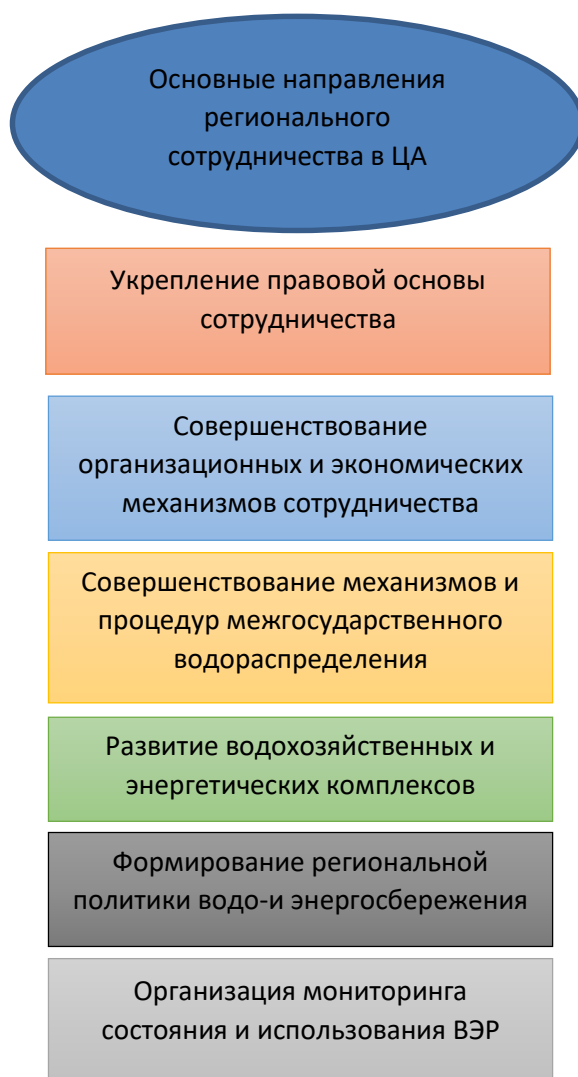 Основные направления
регионального
сотрудничества в ЦА
Укрепление правовой основы
сотрудничества
Совершенствование
организационных и экономических
механизмов сотрудничества
Совершенствование механизмов и
процедур межгосударственного
водораспределения
Развитие водохозяйственных и
энергетических комплексов
Формирование региональной
политики водо-и энергосбережения
Организация мониторинга
состояния и использования ВЭР